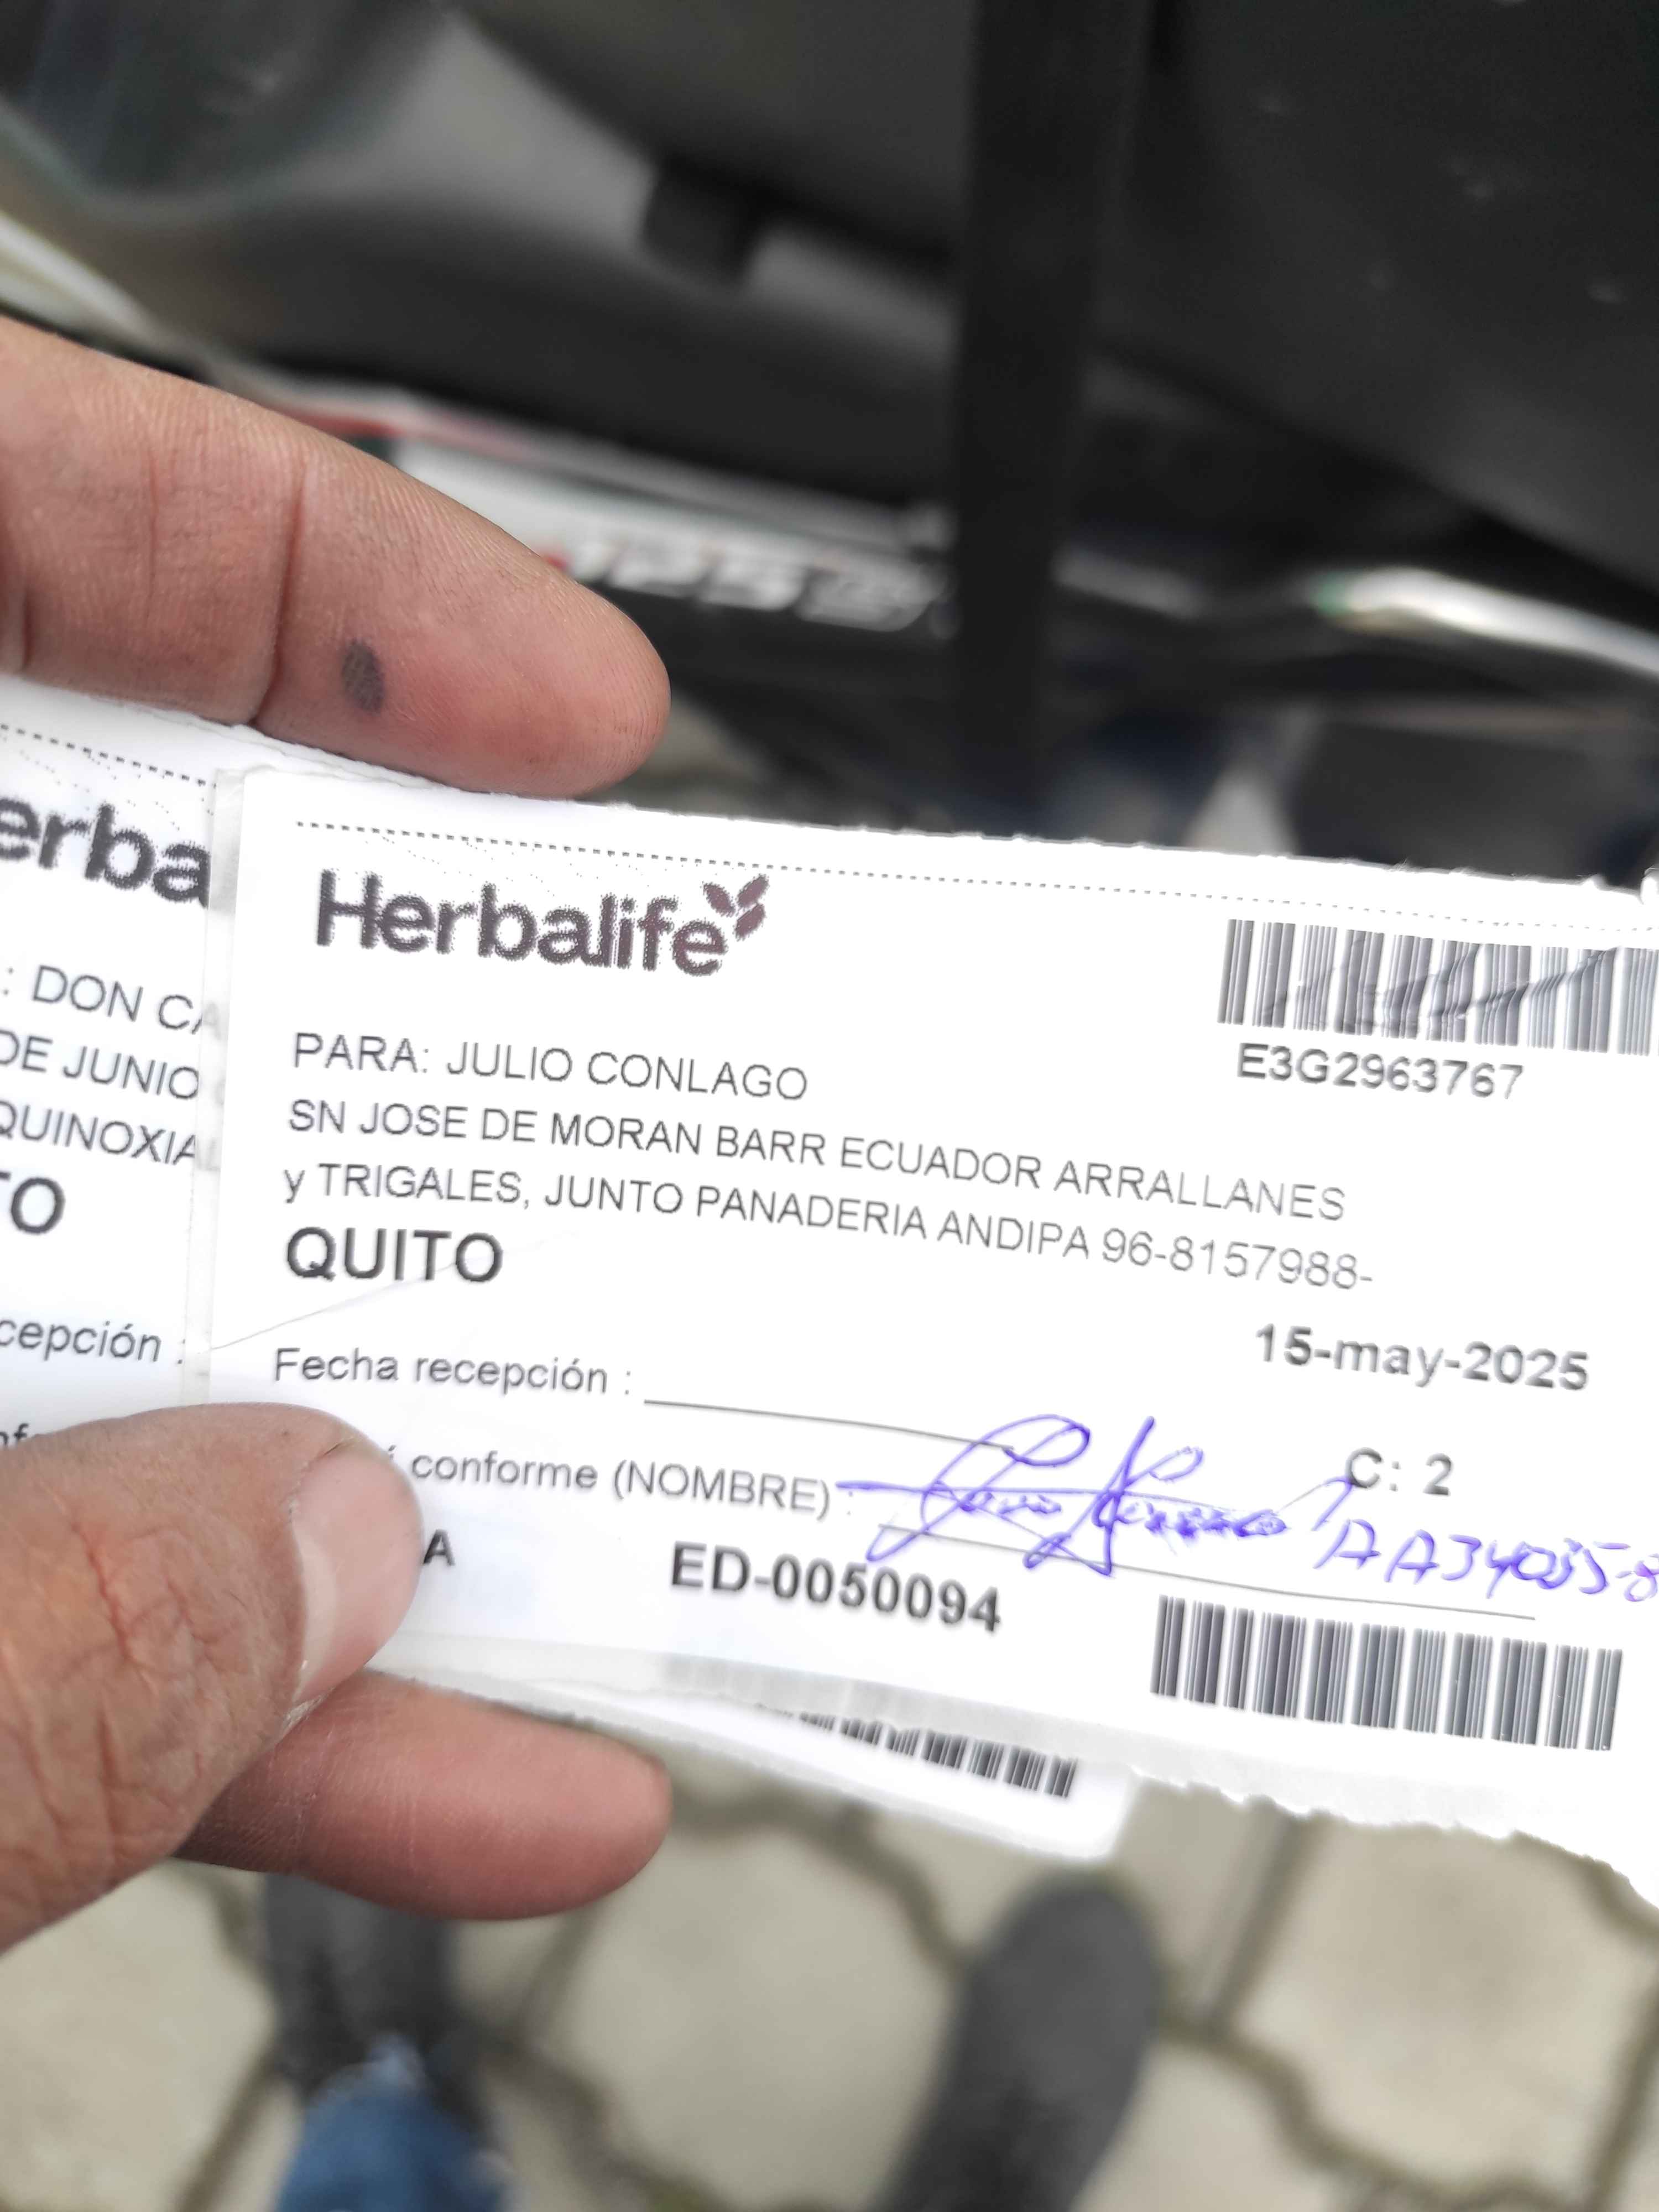 Herbalife
E3G2963767
PARA: JULIO CONLAGO
SN JOSE DE MORAN BARR ECUADOR ARRALLANES
y TRIGALES, JUNTO PANADERIA ANDIPA 96-8157988-
QUITO
15-may-2025
Fecha recepción :
conforme (NOMBRE) :
C: 2
A
ED-0050094
erba
: DON CA
DE JUNIO
QUINOXIA
TO
cepción :
125